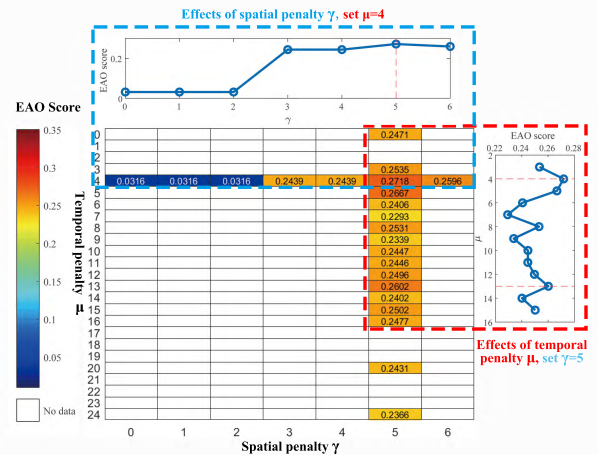 Effects of spatial penalty γ, set μ=4
EAO score
0.2
0
0 1 2 3 4 5 6
γ
EAO Score
0.35
0.3
0.25
0.2
0.15
0.1
0.05
No data
Temporal penalty
μ
0 0.2471
1
2
3 0.2535
4 0.0316 0.0316 0.0316 0.2439 0.2439 0.2718 0.2596
5 0.2667
6 0.2406
7 0.2293
8 0.2531
9 0.2339
10 0.2447
11 0.2446
12 0.2496
13 0.2602
14 0.2402
15 0.2502
16 0.2477
17
18
19
20 0.2431
21
22
23
24 0.2366
0 1 2 3 4 5 6
Spatial penalty γ
EAO score
0.22 0.24 0.26 0.28
2
4
6
8
μ
10
12
14
16
Effects of temporal
penalty μ, set γ=5